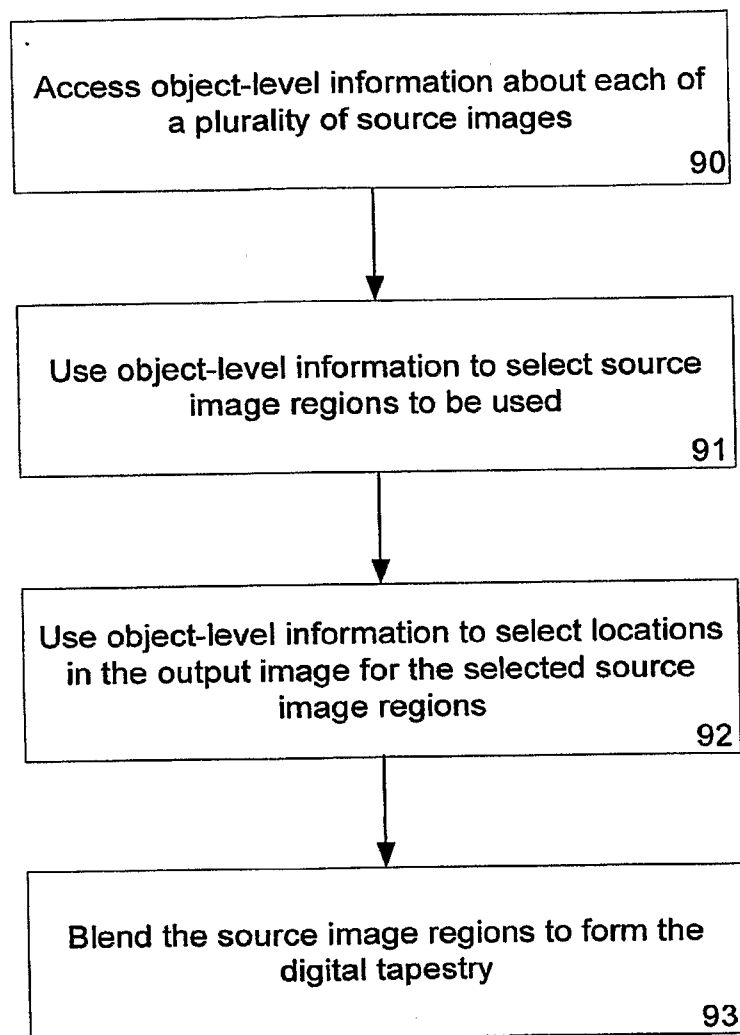 Access object-level information about each of
a plurality of source images
90
Use object-level information to select source
image regions to be used
91
Use object-level information to select locations
in the output image for the selected source
image regions
92
Blend the source image regions to form the
digital tapestry
93